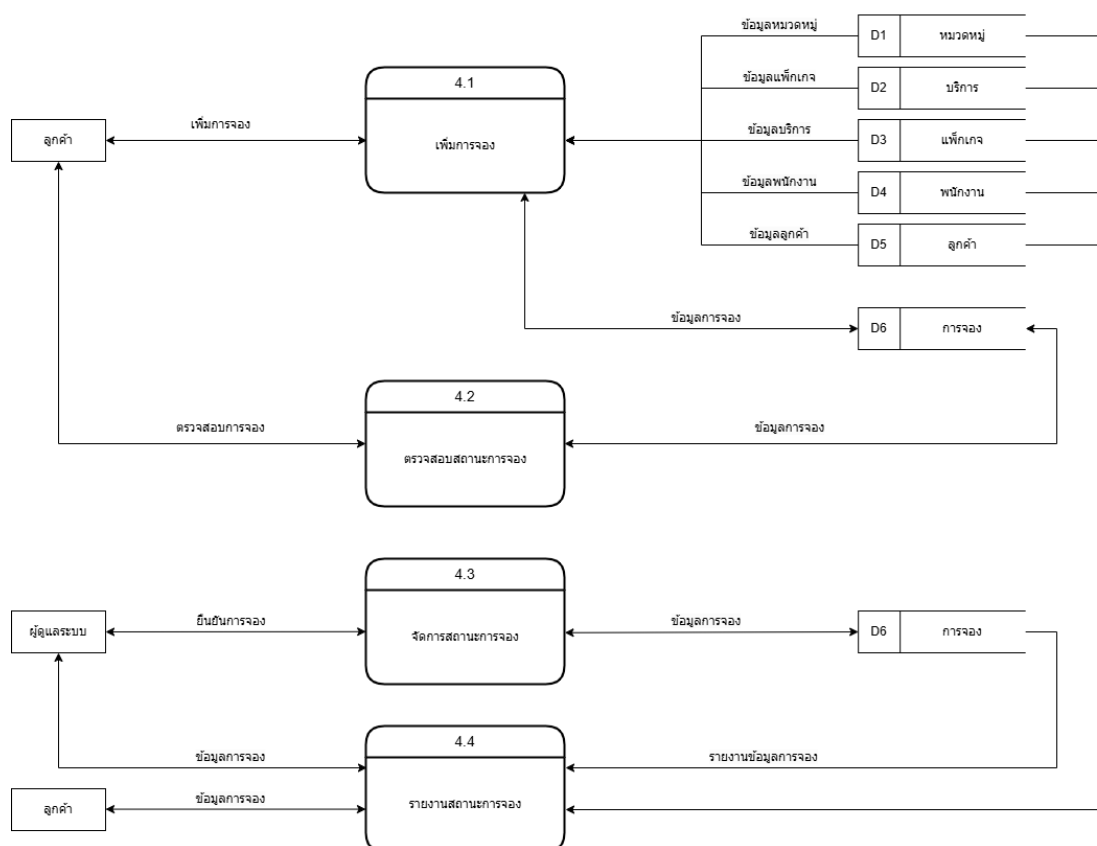 ข้อมูลหมวดหมู่
D1 หมวดหมู่
4.1
ข้อมูลแพ็กเกจ
D2 บริการ
เพิ่มการจอง
ลูกค้า
เพิ่มการจอง
ข้อมูลบริการ
D3 แพ็กเกจ
ข้อมูลพนักงาน
D4 พนักงาน
ข้อมูลลูกค้า
D5 ลูกค้า
ข้อมูลการจอง
D6 การจอง
4.2
ตรวจสอบการจอง
ตรวจสอบสถานะการจอง
ข้อมูลการจอง
4.3
ผู้ดูแลระบบ
ยืนยันการจอง
จัดการสถานะการจอง
ข้อมูลการจอง
D6 การจอง
4.4
ข้อมูลการจอง
รายงานข้อมูลการจอง
ลูกค้า
ข้อมูลการจอง
รายงานสถานะการจอง